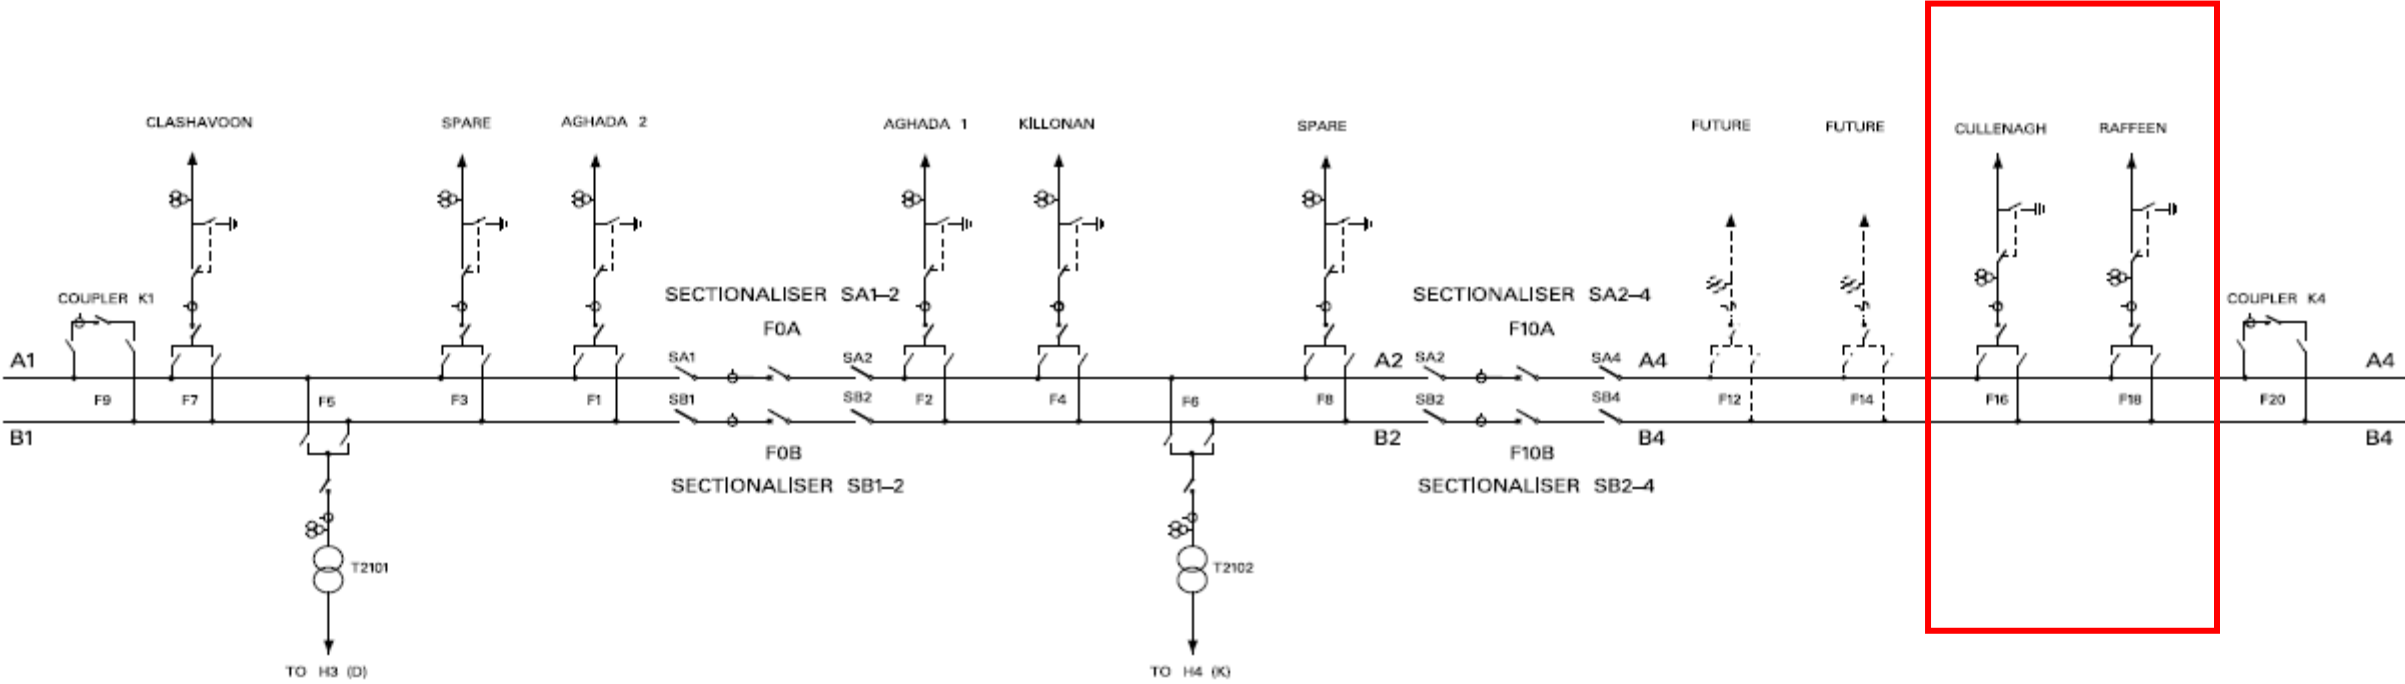 CLASHAVOON
SPARE
AGHADA 2
AGHADA 1
KILLONAN
SPARE
FUTURE
FUTURE
CULLENAGH
RAFFEEN
COUPLER K1
SECTIONALISER SA1–2
F0A
SECTIONALISER SA2–4
F10A
COUPLER K4
A1
SA1
SA2
A2
SA2
SA4
A4
A4
F9
F7
F5
F3
F1
SB1
SB2
F2
F4
F6
F8
SB2
SB4
F12
F14
F16
F18
F20
B1
F0B
B2
F10B
B4
B4
SECTIONALISER SB1–2
SECTIONALISER SB2–4
T2101
T2102
TO H3 (D)
TO H4 (K)